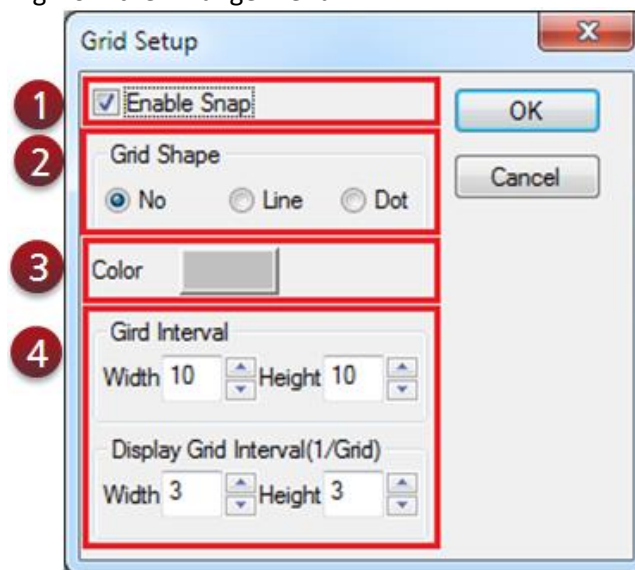 Grid Setup
1 Enable Snap OK
2 Grid Shape Cancel
No Line Dot
3 Color
4 Gird Interval
Width 10 Height 10
Display Grid Interval(1/Grid)
Width 3 Height 3